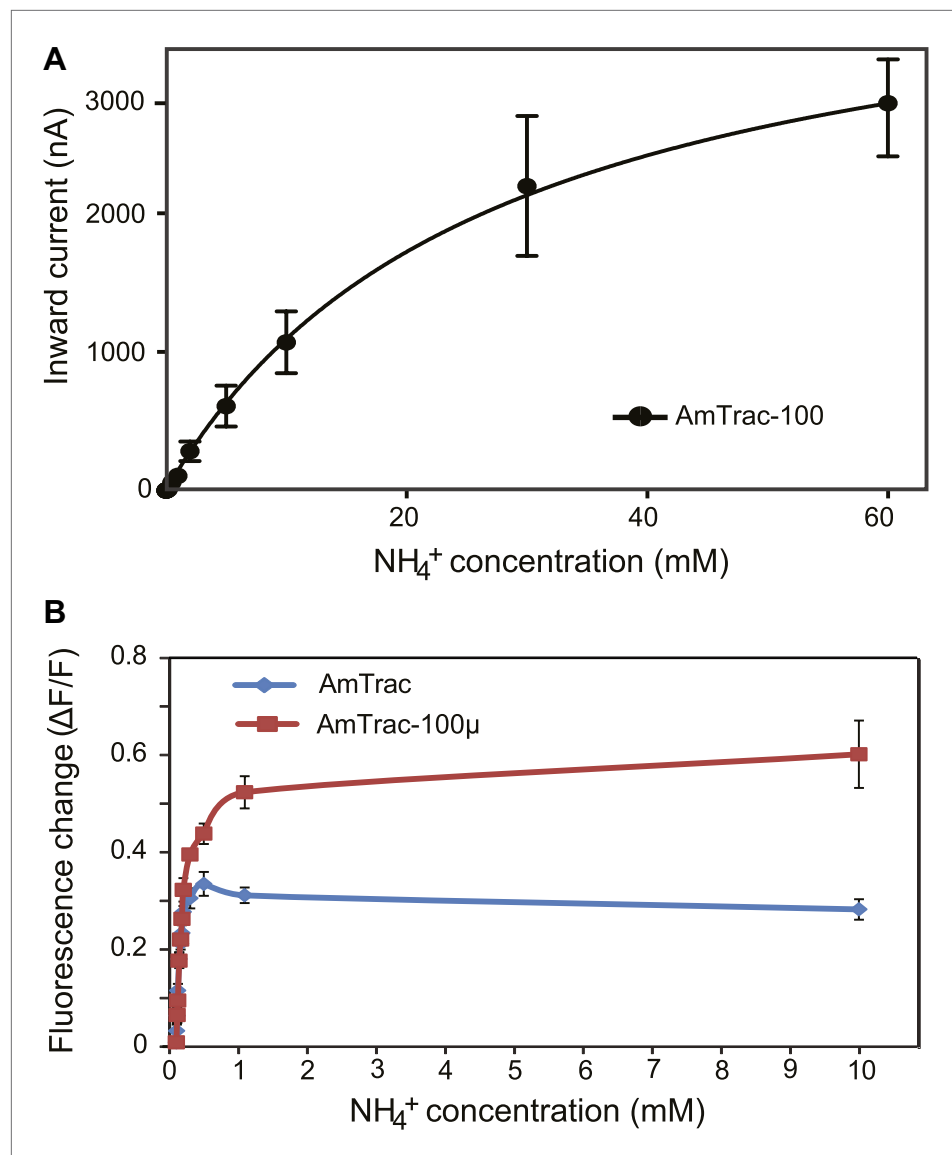 A
Inward current (nA)
3000
2000
1000
0
AmTrac-100
20 40 60
NH₄⁺ concentration (mM)
B
Fluorescence change (ΔF/F)
0.8
0.6
0.4
0.2
0
AmTrac
AmTrac-100μ
0 1 2 3 4 5 6 7 8 9 10
NH₄⁺ concentration (mM)